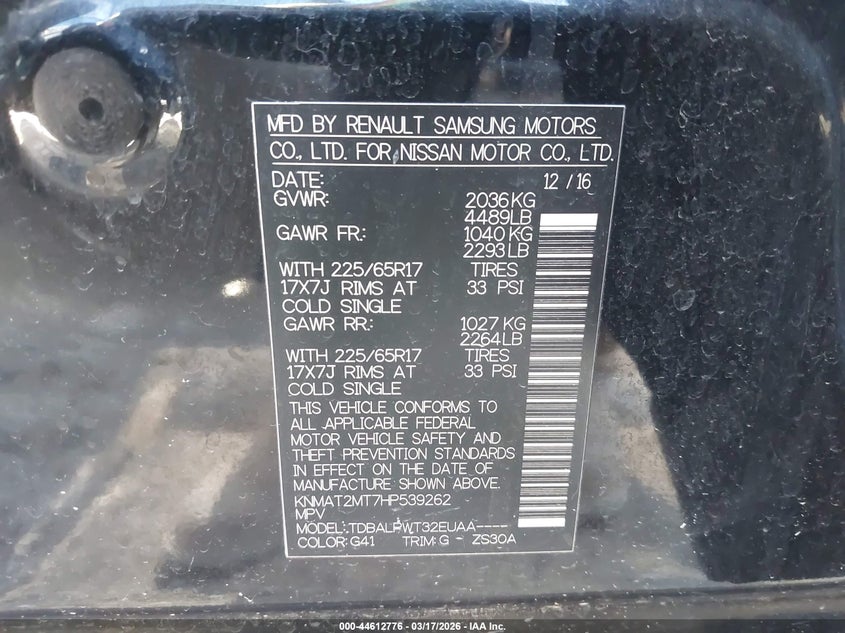 MFD BY RENAULT SAMSUNG MOTORS
CO., LTD. FOR NISSAN MOTOR CO., LTD.
DATE: 12 / 16
GVWR: 2036 KG
4489 LB
GAWR FR.: 1040 KG
2293 LB
WITH 225/65R17 TIRES
17X7J RIMS AT 33 PSI
COLD SINGLE
GAWR RR.: 1027 KG
2264 LB
WITH 225/65R17 TIRES
17X7J RIMS AT 33 PSI
COLD SINGLE
THIS VEHICLE CONFORMS TO
ALL APPLICABLE FEDERAL
MOTOR VEHICLE SAFETY AND
THEFT PREVENTION STANDARDS
IN EFFECT ON THE DATE OF
MANUFACTURE SHOWN ABOVE.
KNMAT2MT7HP539262
MPV
MODEL: TDBALPWT32EUAA----
COLOR: G41 TRIM: G - ZS30A
000-44612776 - 03/17/2026 - IAA Inc.